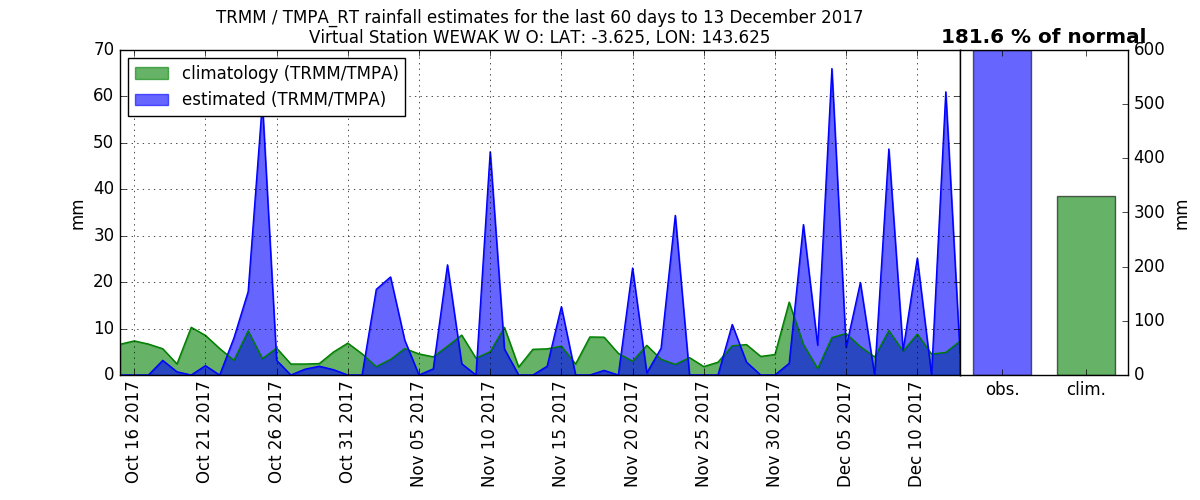 TRMM / TMPA_RT rainfall estimates for the last 60 days to 13 December 2017
Virtual Station WEWAK W O: LAT: -3.625, LON: 143.625
181.6 % of normal
climatology (TRMM/TMPA)
estimated (TRMM/TMPA)
70
60
50
40
30
20
10
0
mm
Oct 16 2017
Oct 21 2017
Oct 26 2017
Oct 31 2017
Nov 05 2017
Nov 10 2017
Nov 15 2017
Nov 20 2017
Nov 25 2017
Nov 30 2017
Dec 05 2017
Dec 10 2017
obs.
clim.
600
500
400
300
200
100
0
mm